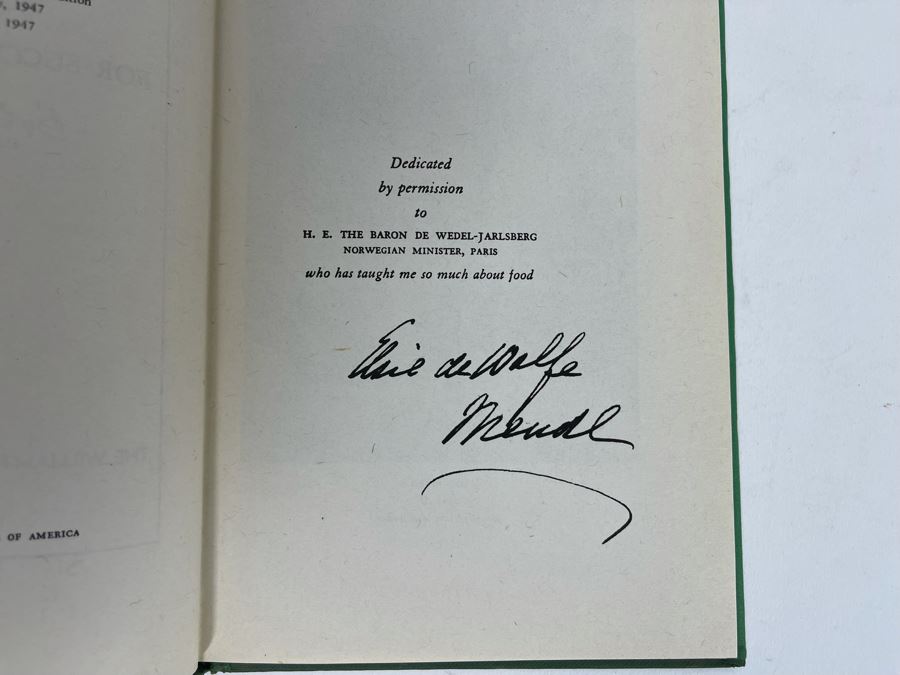 , 1947
1947
OF AMERICA
Dedicated
by permission
to
H. E. THE BARON DE WEDEL-JARLSBERG
NORWEGIAN MINISTER, PARIS
who has taught me so much about food
Elsie de Wolfe
Mendl